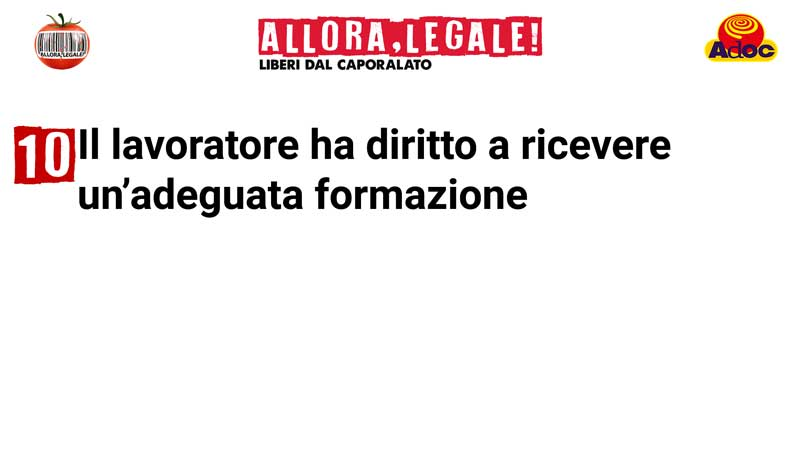 ALLORA, LEGALE!
ALLORA, LEGALE!
LIBERI DAL CAPORALATO
Adoc
10 Il lavoratore ha diritto a ricevere
un’adeguata formazione